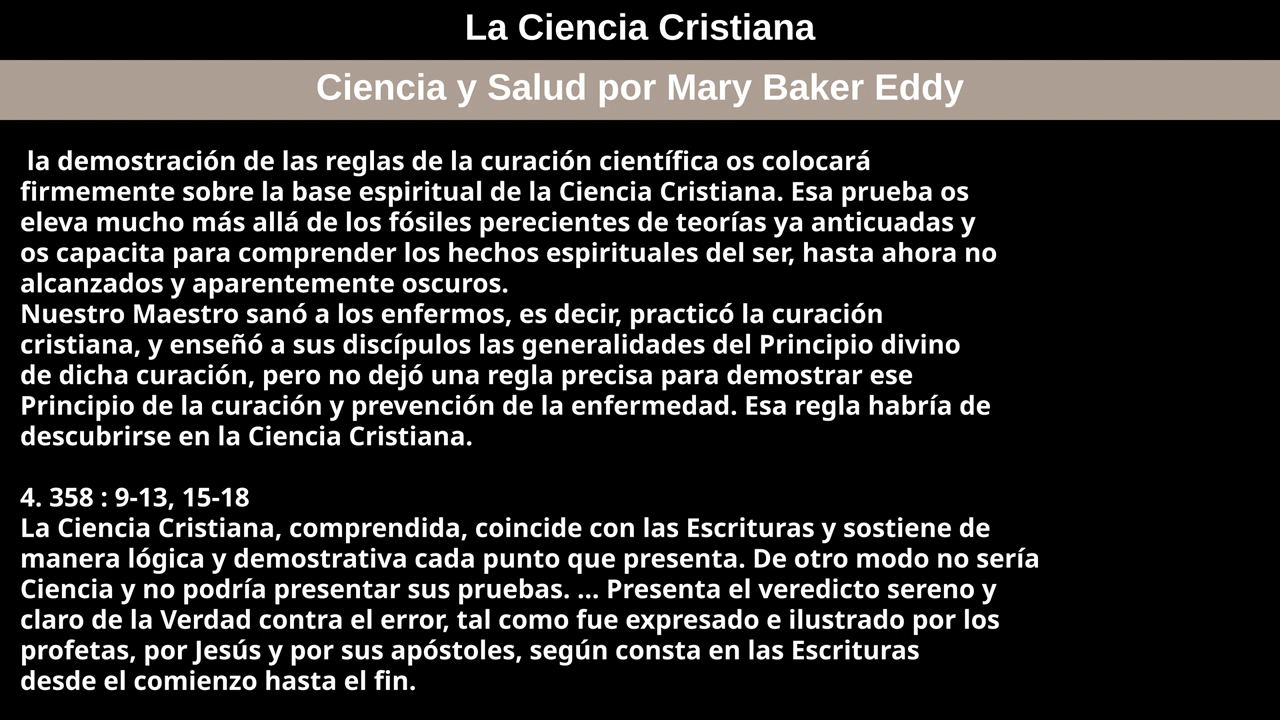 La Ciencia Cristiana
Ciencia y Salud por Mary Baker Eddy
la demostración de las reglas de la curación científica os colocará
firmemente sobre la base espiritual de la Ciencia Cristiana. Esa prueba os
eleva mucho más allá de los fósiles perecientes de teorías ya anticuadas y
os capacita para comprender los hechos espirituales del ser, hasta ahora no
alcanzados y aparentemente oscuros.
Nuestro Maestro sanó a los enfermos, es decir, practicó la curación
cristiana, y enseñó a sus discípulos las generalidades del Principio divino
de dicha curación, pero no dejó una regla precisa para demostrar ese
Principio de la curación y prevención de la enfermedad. Esa regla habría de
descubrirse en la Ciencia Cristiana.
4. 358 : 9-13, 15-18
La Ciencia Cristiana, comprendida, coincide con las Escrituras y sostiene de
manera lógica y demostrativa cada punto que presenta. De otro modo no sería
Ciencia y no podría presentar sus pruebas. ... Presenta el veredicto sereno y
claro de la Verdad contra el error, tal como fue expresado e ilustrado por los
profetas, por Jesús y por sus apóstoles, según consta en las Escrituras
desde el comienzo hasta el fin.